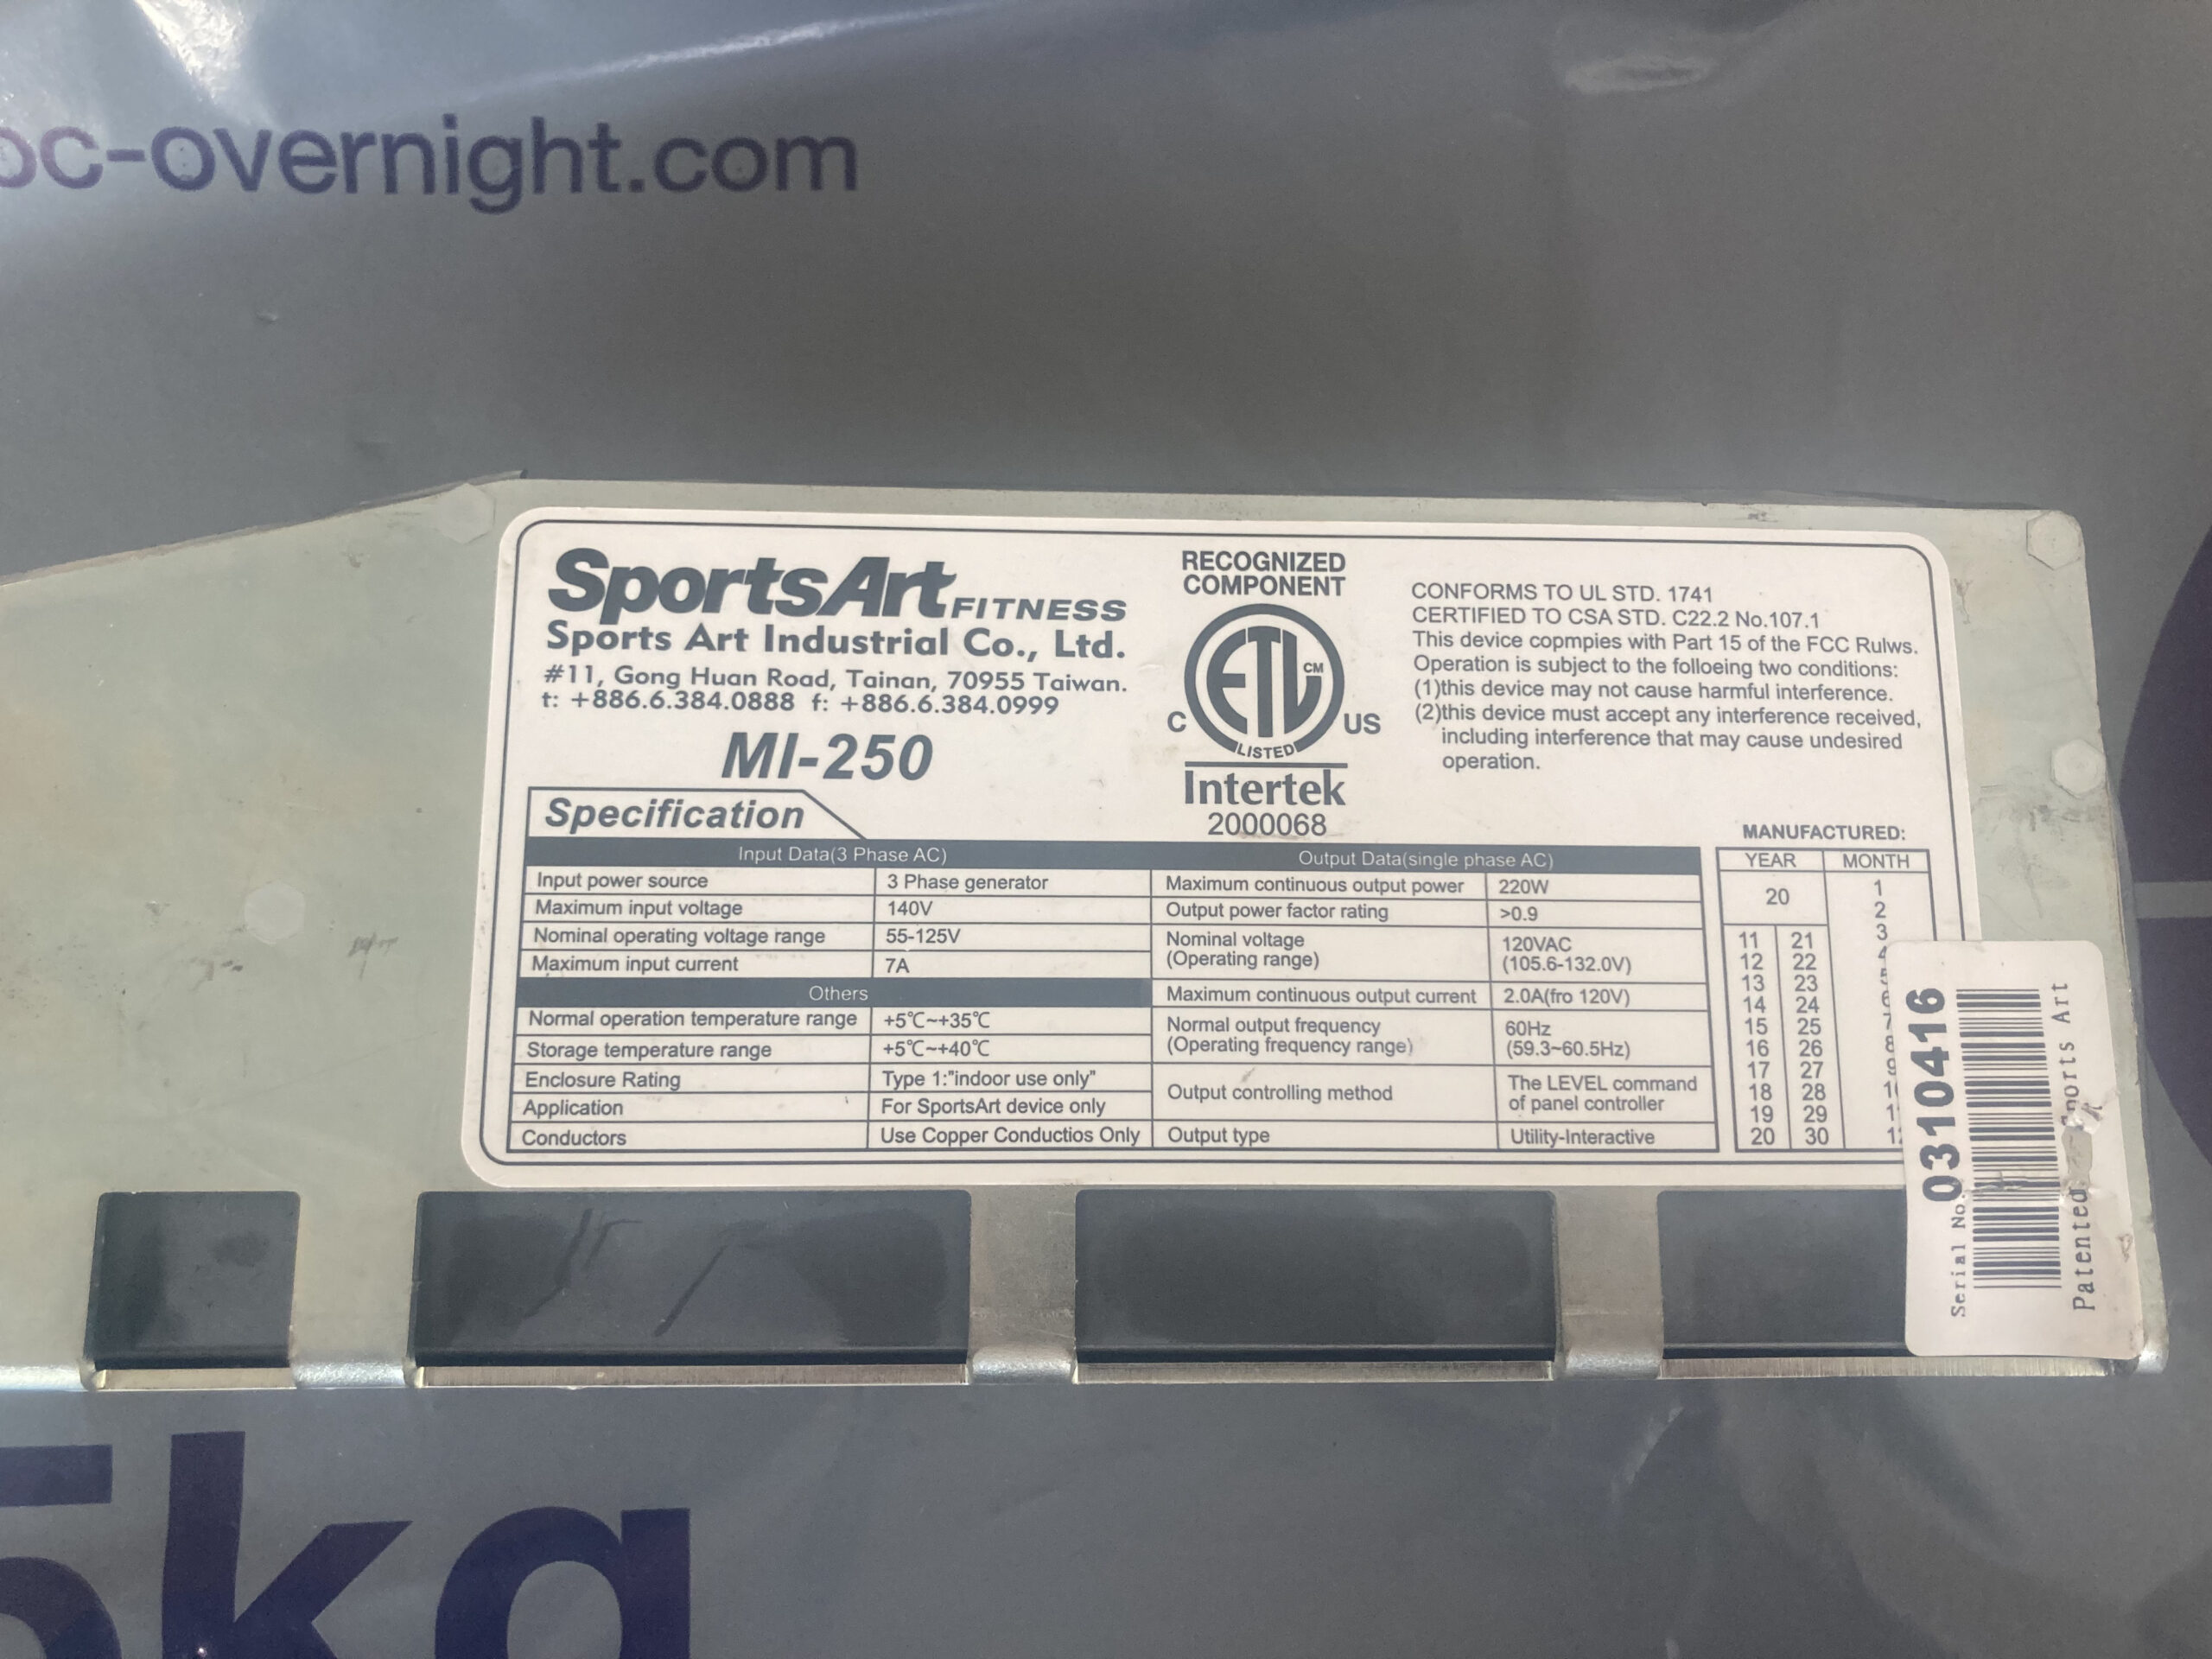 -overnight.com
SportsArt FITNESS
Sports Art Industrial Co., Ltd.
#11, Gong Huan Road, Tainan, 70955 Taiwan.
t: +886.6.384.0888 f: +886.6.384.0999
MI-250
RECOGNIZED
COMPONENT
ETL CM
C US
LISTED
Intertek
2000068
CONFORMS TO UL STD. 1741
CERTIFIED TO CSA STD. C22.2 No.107.1
This device copmpies with Part 15 of the FCC Rulws.
Operation is subject to the folloeing two conditions:
(1)this device may not cause harmful interference.
(2)this device must accept any interference received,
including interference that may cause undesired
operation.
Specification
Input Data(3 Phase AC)
Input power source 3 Phase generator
Maximum input voltage 140V
Nominal operating voltage range 55-125V
Maximum input current 7A
Others
Normal operation temperature range +5℃~+35℃
Storage temperature range +5℃~+40℃
Enclosure Rating Type 1:"indoor use only"
Application For SportsArt device only
Conductors Use Copper Conductios Only
Output Data(single phase AC)
Maximum continuous output power 220W
Output power factor rating >0.9
Nominal voltage 120VAC
(Operating range) (105.6-132.0V)
Maximum continuous output current 2.0A(fro 120V)
Normal output frequency 60Hz
(Operating frequency range) (59.3~60.5Hz)
Output controlling method The LEVEL command
of panel controller
Output type Utility-Interactive
MANUFACTURED:
YEAR MONTH
20
11 21
12 22
13 23
14 24
15 25
16 26
17 27
18 28
19 29
20 30
1
2
3
Serial No. 0310416
Patented Sports Art
5kg